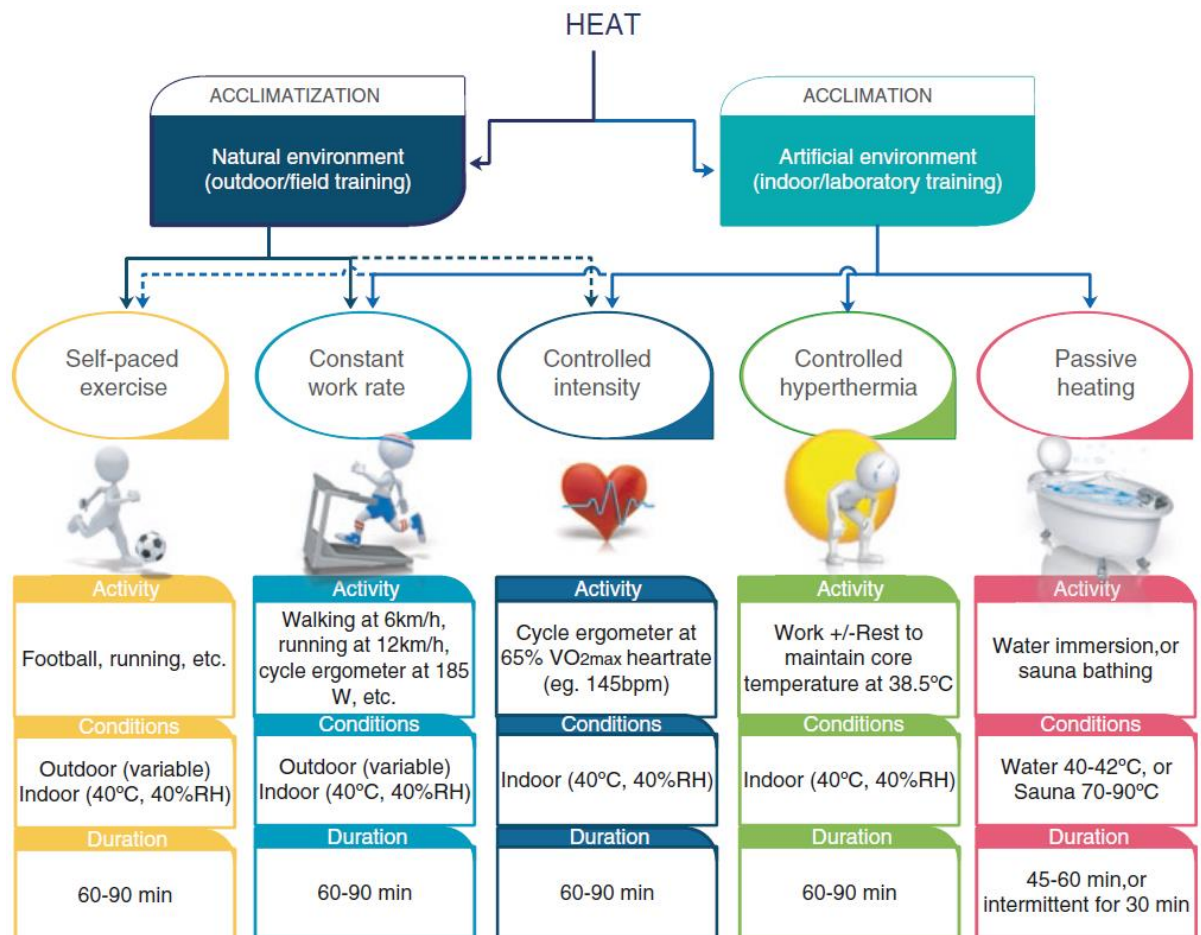 HEAT
ACCLIMATIZATION
Natural environment
(outdoor/field training)
ACCLIMATION
Artificial environment
(indoor/laboratory training)
Self-paced
exercise
Constant
work rate
Controlled
intensity
Controlled
hyperthermia
Passive
heating
Activity
Football, running, etc.
Conditions
Outdoor (variable)
Indoor (40ºC, 40%RH)
Duration
60-90 min
Activity
Walking at 6km/h,
running at 12km/h,
cycle ergometer at 185
W, etc.
Conditions
Outdoor (variable)
Indoor (40ºC, 40%RH)
Duration
60-90 min
Activity
Cycle ergometer at
65% VO2max heartrate
(eg. 145bpm)
Conditions
Indoor (40ºC, 40%RH)
Duration
60-90 min
Activity
Work +/-Rest to
maintain core
temperature at 38.5ºC
Conditions
Indoor (40ºC, 40%RH)
Duration
60-90 min
Activity
Water immersion,or
sauna bathing
Conditions
Water 40-42ºC, or
Sauna 70-90ºC
Duration
45-60 min,or
intermittent for 30 min